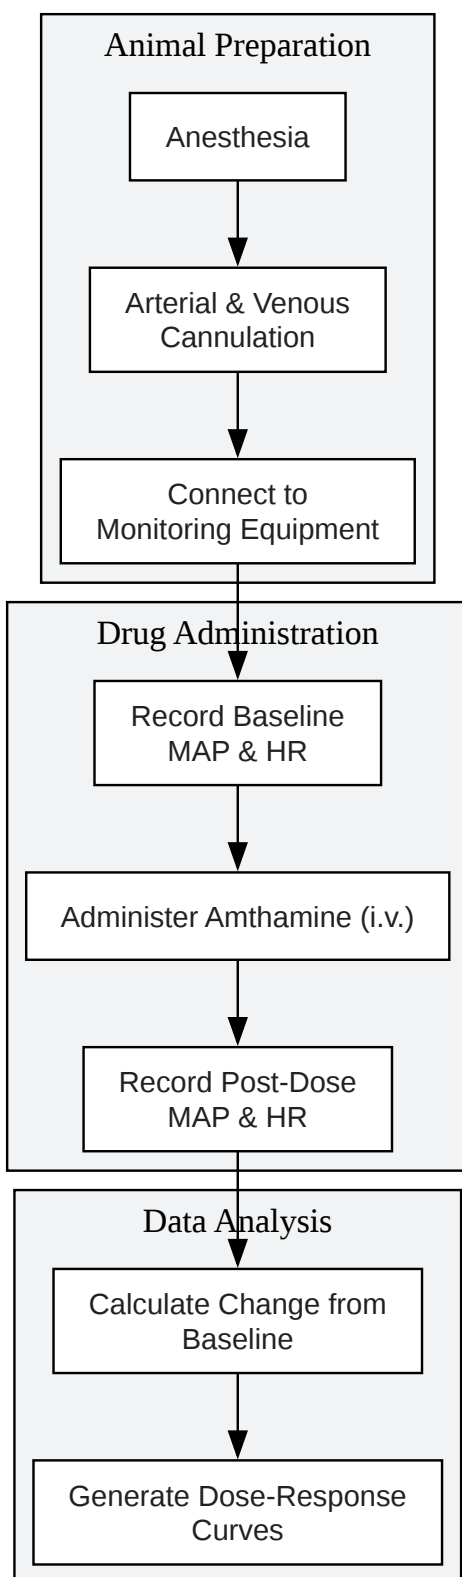 Animal Preparation
Anesthesia
Arterial & Venous
Cannulation
Connect to
Monitoring Equipment
Drug Administration
Record Baseline
MAP & HR
Administer Amthamine (i.v.)
Record Post-Dose
MAP & HR
Data Analysis
Calculate Change from
Baseline
Generate Dose-Response
Curves